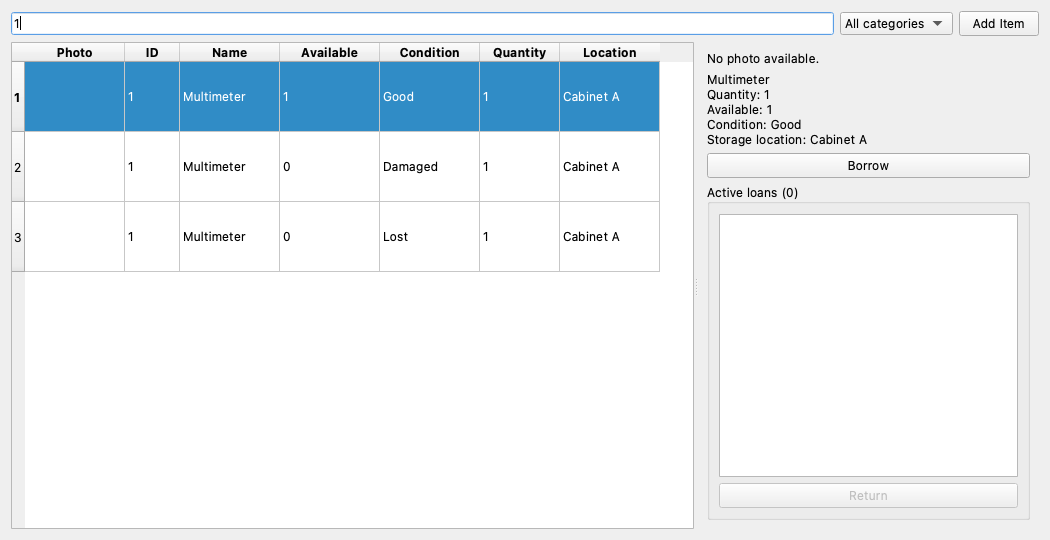 1
All categories
Add Item
Photo ID Name Available Condition Quantity Location
1 1 Multimeter 1 Good 1 Cabinet A
2 1 Multimeter 0 Damaged 1 Cabinet A
3 1 Multimeter 0 Lost 1 Cabinet A
No photo available.
Multimeter
Quantity: 1
Available: 1
Condition: Good
Storage location: Cabinet A
Borrow
Active loans (0)
Return